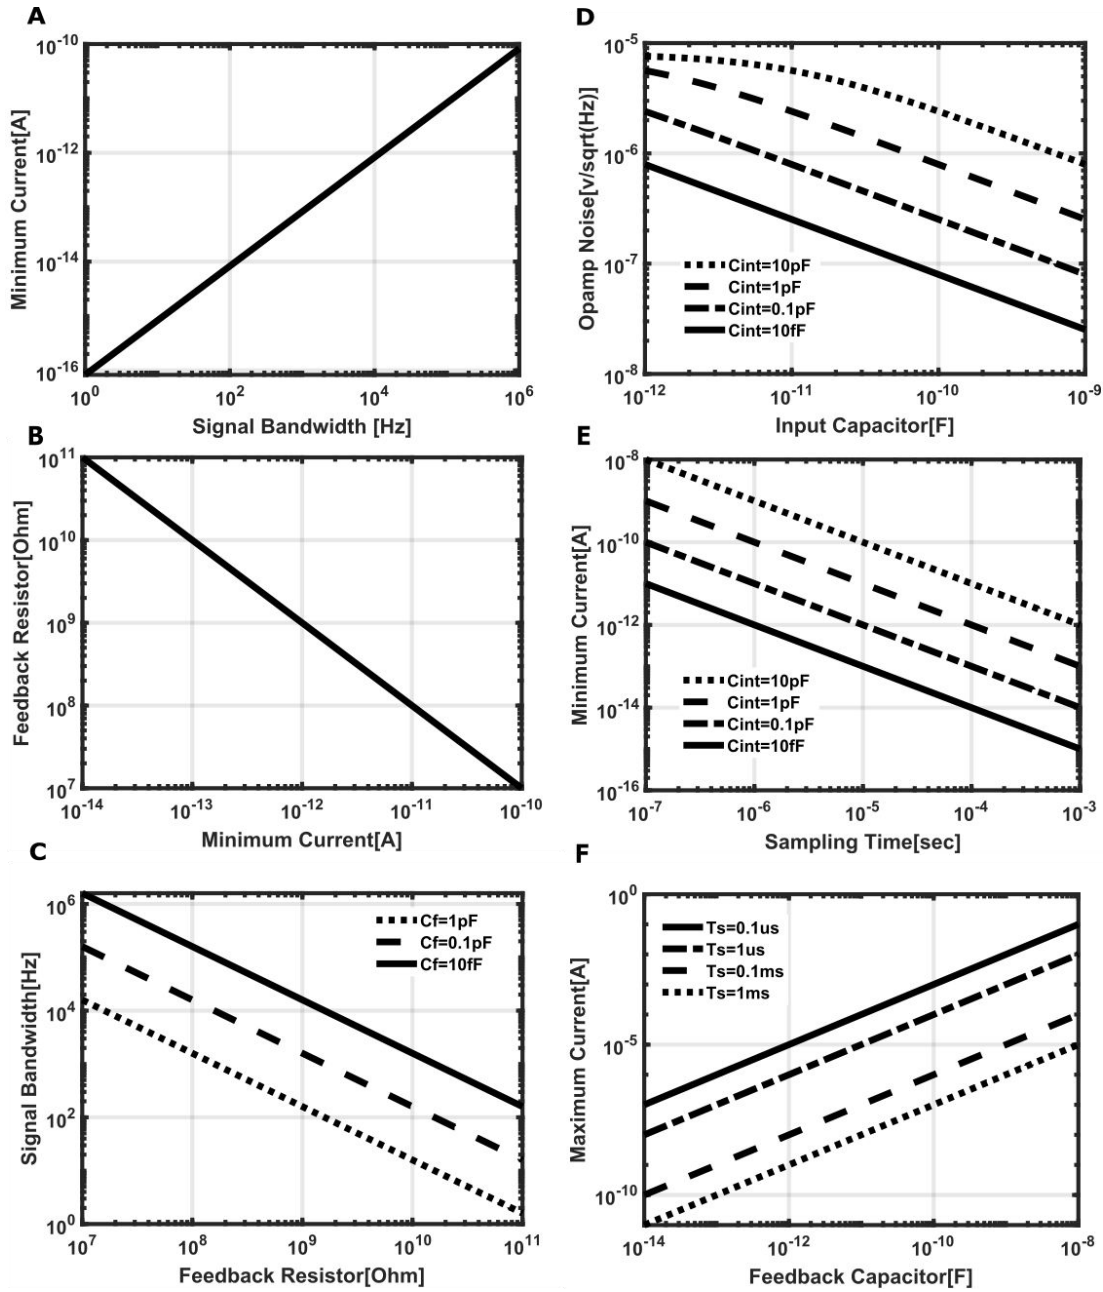 A
10^-10
10^-12
10^-14
10^-16
Minimum Current[A]
10^0 10^2 10^4 10^6
Signal Bandwidth [Hz]
B
10^11
10^10
10^9
10^8
10^7
Feedback Resistor[Ohm]
10^-14 10^-13 10^-12 10^-11 10^-10
Minimum Current[A]
C
10^6
10^4
10^2
10^0
Signal Bandwidth[Hz]
Cf=1pF
Cf=0.1pF
Cf=10fF
10^7 10^8 10^9 10^10 10^11
Feedback Resistor[Ohm]
D
10^-5
10^-6
10^-7
10^-8
Opamp Noise[v/sqrt(Hz)]
Cint=10pF
Cint=1pF
Cint=0.1pF
Cint=10fF
10^-12 10^-11 10^-10 10^-9
Input Capacitor[F]
E
10^-8
10^-10
10^-12
10^-14
10^-16
Minimum Current[A]
Cint=10pF
Cint=1pF
Cint=0.1pF
Cint=10fF
10^-7 10^-6 10^-5 10^-4 10^-3
Sampling Time[sec]
F
10^0
10^-5
10^-10
Maximum Current[A]
Ts=0.1us
Ts=1us
Ts=0.1ms
Ts=1ms
10^-14 10^-12 10^-10 10^-8
Feedback Capacitor[F]